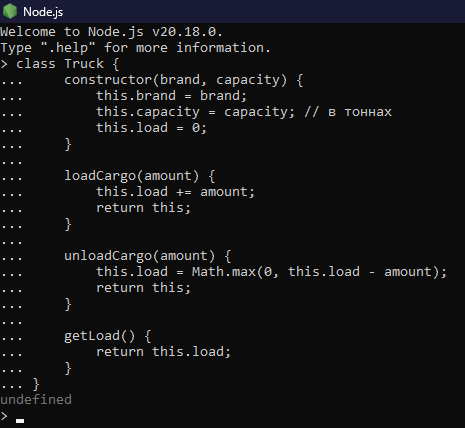 Node.js
Welcome to Node.js v20.18.0.
Type ".help" for more information.
> class Truck {
...     constructor(brand, capacity) {
...         this.brand = brand;
...         this.capacity = capacity; // в тоннах
...         this.load = 0;
...     }
...
...     loadCargo(amount) {
...         this.load += amount;
...         return this;
...     }
...
...     unloadCargo(amount) {
...         this.load = Math.max(0, this.load - amount);
...         return this;
...     }
...
...     getLoad() {
...         return this.load;
...     }
... }
undefined
>